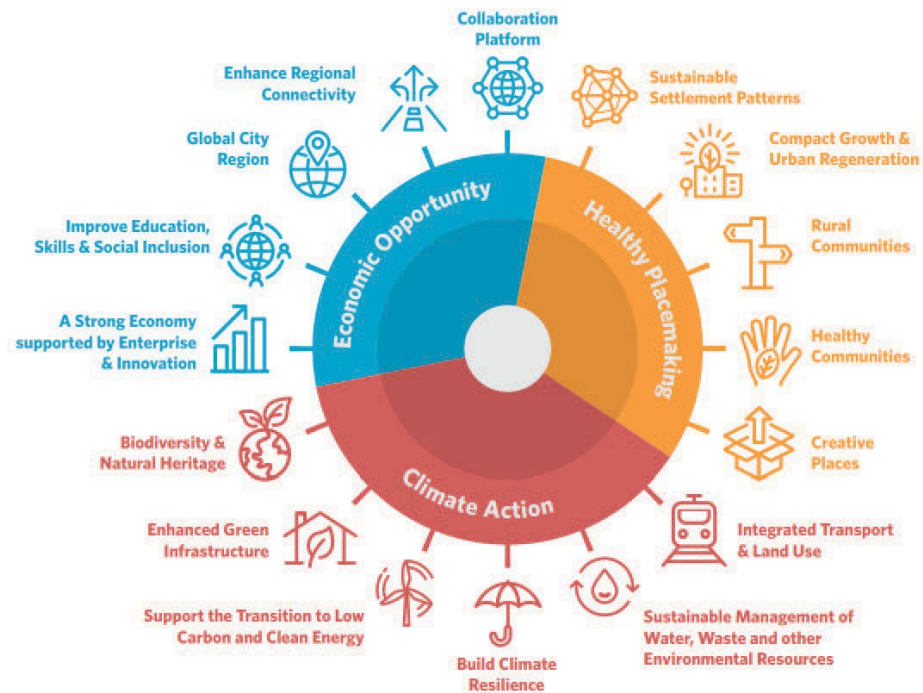 Collaboration
Platform
Enhance Regional
Connectivity
Global City
Region
Improve Education,
Skills & Social Inclusion
A Strong Economy
supported by Enterprise
& Innovation
Sustainable
Settlement Patterns
Compact Growth &
Urban Regeneration
Rural
Communities
Healthy
Communities
Creative
Places
Economic Opportunity
Healthy Placemaking
Climate Action
Biodiversity &
Natural Heritage
Enhanced Green
Infrastructure
Support the Transition to Low
Carbon and Clean Energy
Build Climate
Resilience
Sustainable Management of
Water, Waste and other
Environmental Resources
Integrated Transport
& Land Use